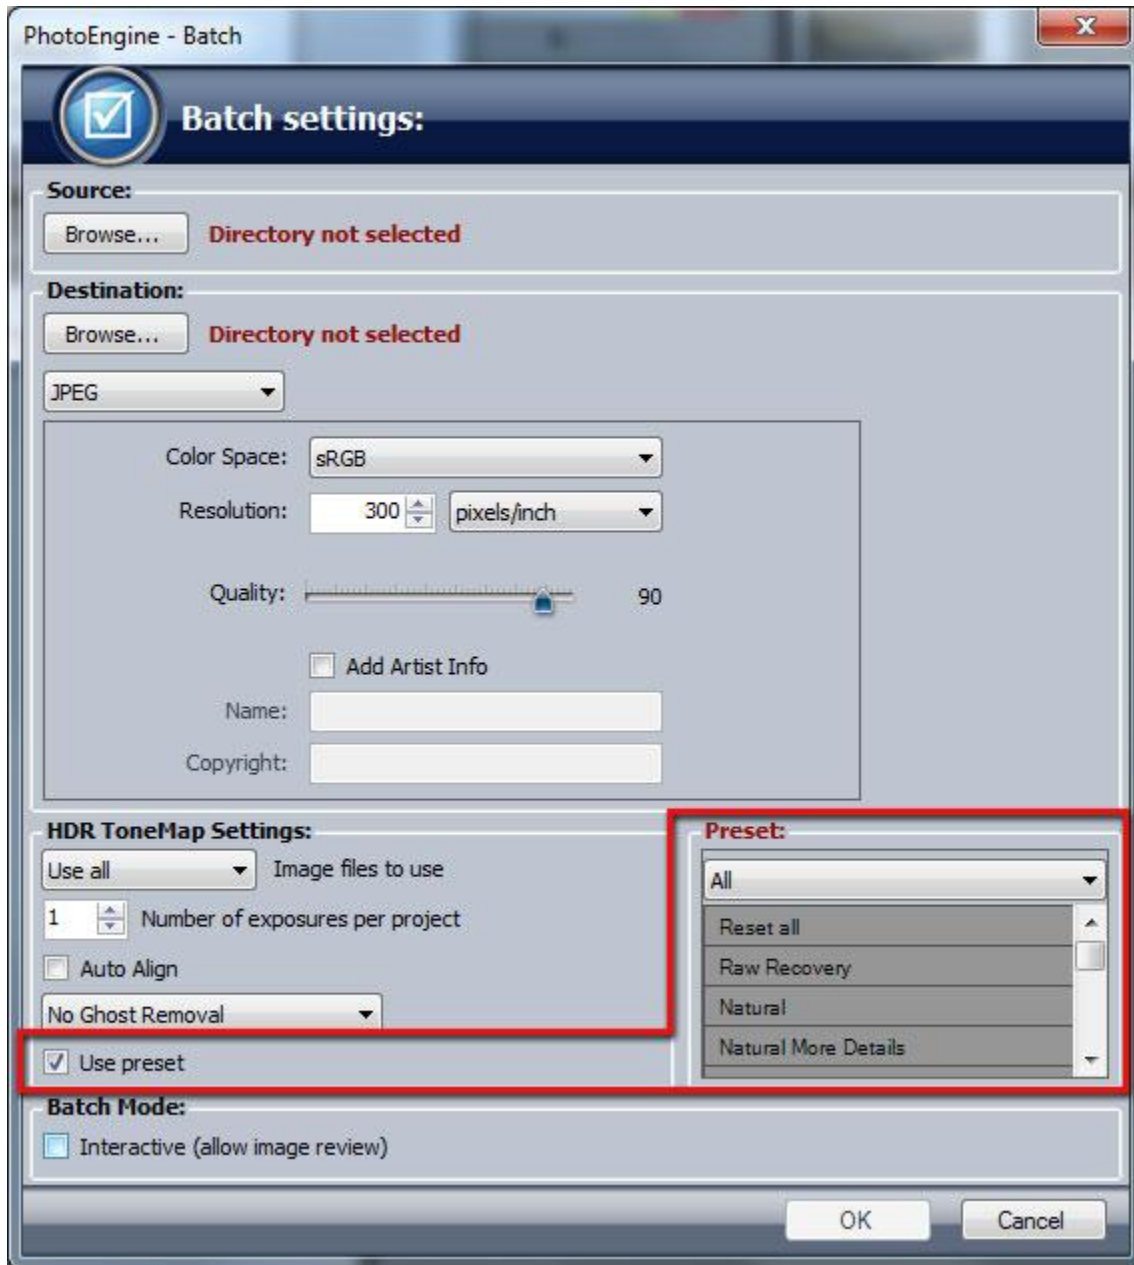 PhotoEngine - Batch
Batch settings:
Source:
Browse... Directory not selected
Destination:
Browse... Directory not selected
JPEG
Color Space: sRGB
Resolution: 300 pixels/inch
Quality: 90
Add Artist Info
Name:
Copyright:
HDR ToneMap Settings:
Use all Image files to use
1 Number of exposures per project
Auto Align
No Ghost Removal
Use preset
Preset:
All
Reset all
Raw Recovery
Natural
Natural More Details
Batch Mode:
Interactive (allow image review)
OK Cancel